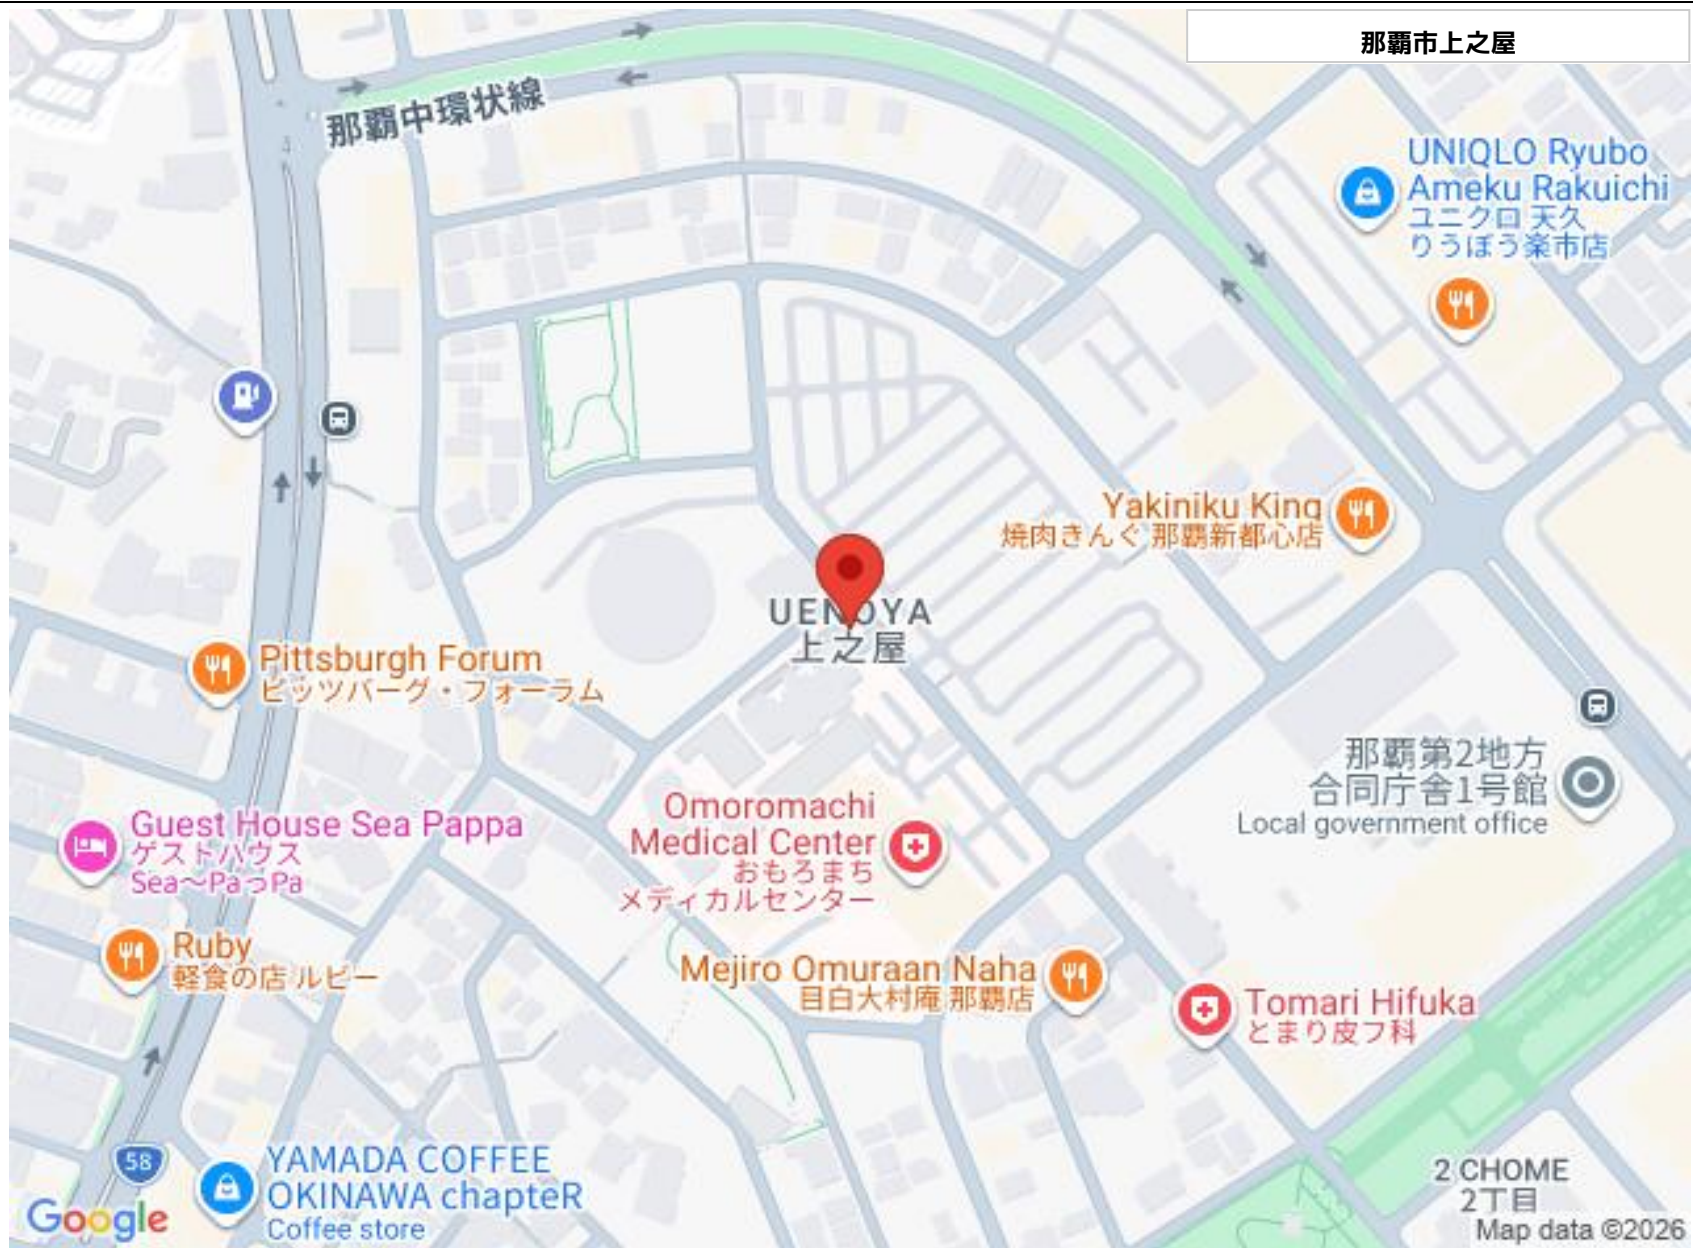 那覇市上之屋
那覇中環状線
UNIQLO Ryubo
Ameku Rakuichi
ユニクロ 天久
りうぼう楽市店
Yakiniku King
焼肉きんぐ 那覇新都心店
UENOYA
上之屋
Pittsburgh Forum
ピッツバーグ・フォーラム
那覇第2地方
合同庁舎1号館
Local government office
Omoromachi
Medical Center
おもろまち
メディカルセンター
Guest House Sea Pappa
ゲストハウス
Sea〜PaっPa
Ruby
軽食の店 ルビー
Mejiro Omuraan Naha
目白大村庵 那覇店
Tomari Hifuka
とまり皮フ科
58
YAMADA COFFEE
OKINAWA chapteR
Coffee store
2 CHOME
2丁目
Google
Map data ©2026